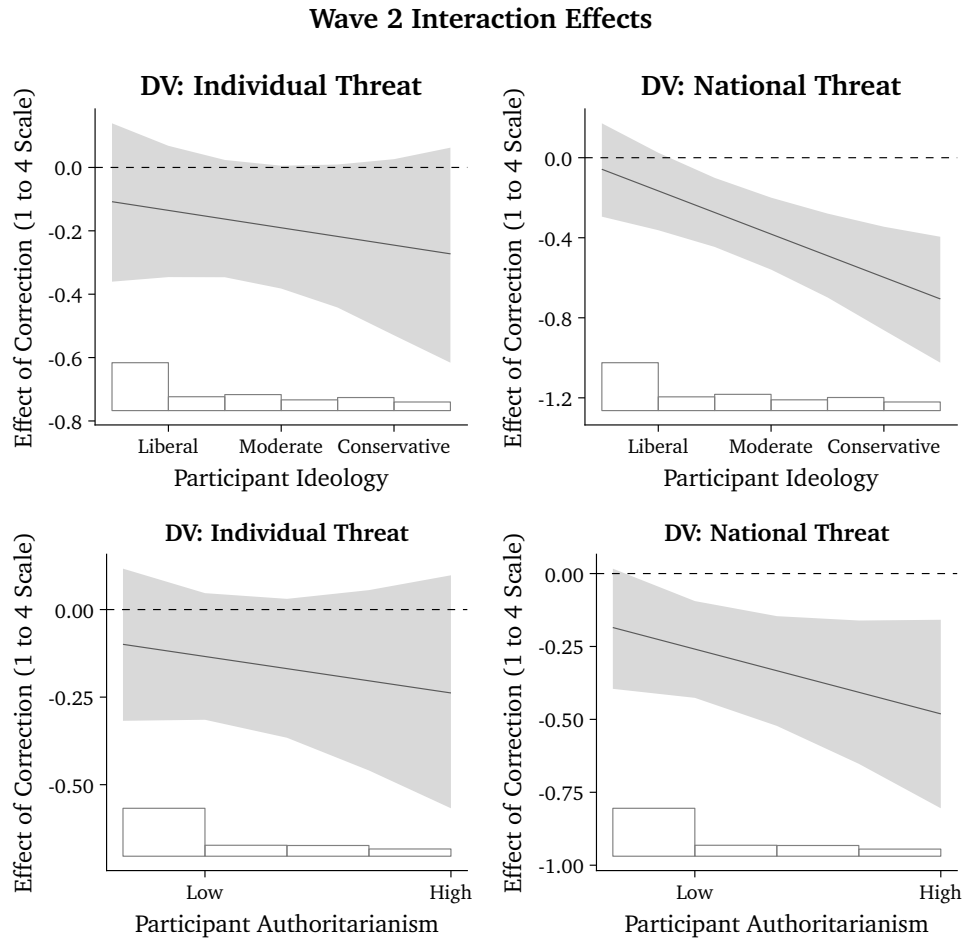 Wave 2 Interaction Effects
DV: Individual Threat
Effect of Correction (1 to 4 Scale)
0.0
-0.2
-0.4
-0.6
-0.8
Liberal Moderate Conservative
Participant Ideology
DV: National Threat
Effect of Correction (1 to 4 Scale)
0.0
-0.4
-0.8
-1.2
Liberal Moderate Conservative
Participant Ideology
DV: Individual Threat
Effect of Correction (1 to 4 Scale)
0.00
-0.25
-0.50
Low High
Participant Authoritarianism
DV: National Threat
Effect of Correction (1 to 4 Scale)
0.00
-0.25
-0.50
-0.75
-1.00
Low High
Participant Authoritarianism